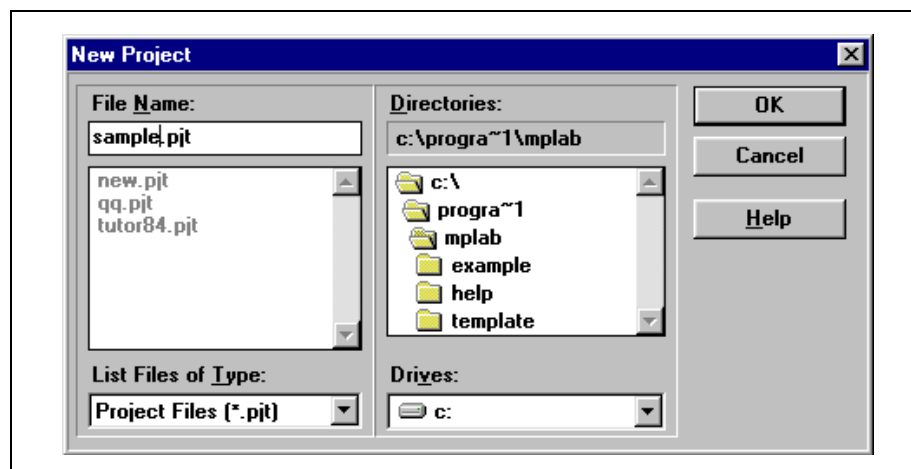 New Project
File Name:
sample.pjt
new.pjt
qq.pjt
tutor84.pjt
List Files of Type:
Project Files (*.pjt)
Directories:
c:\progra~1\mplab
c:\
progra~1
mplab
example
help
template
Drives:
c:
OK
Cancel
Help